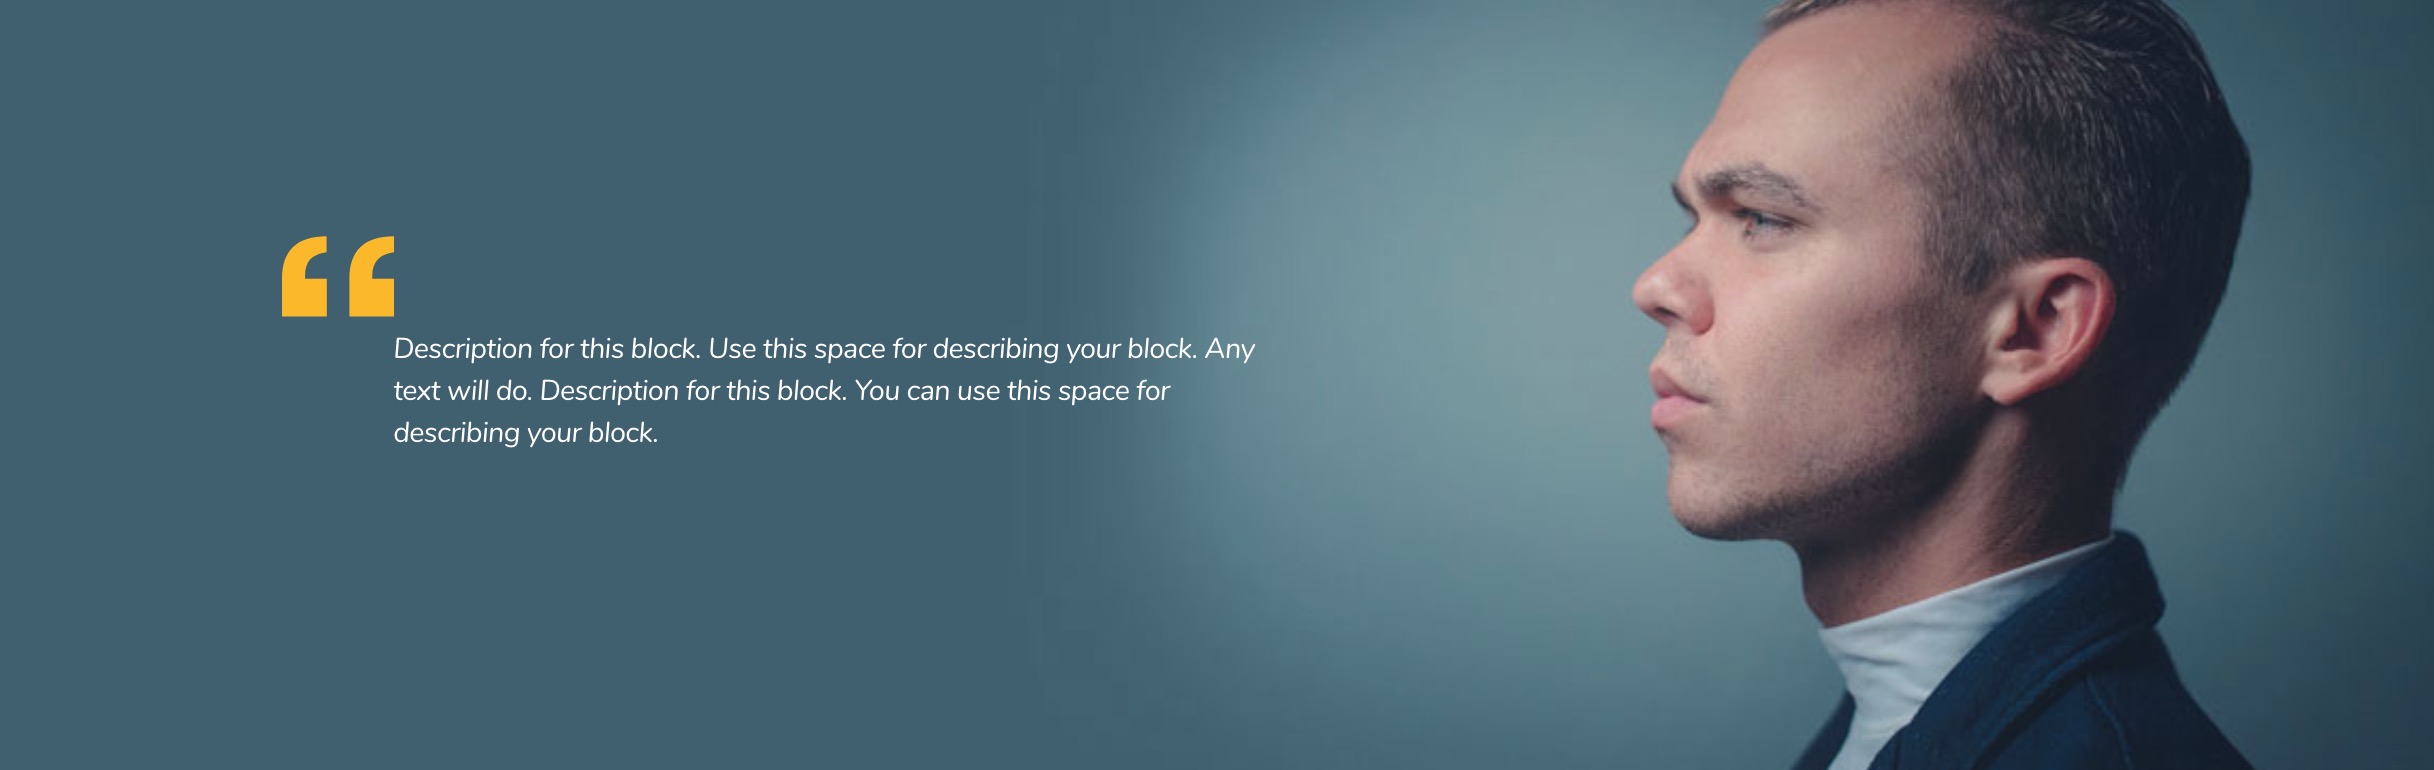 “
Description for this block. Use this space for describing your block. Any
text will do. Description for this block. You can use this space for
describing your block.